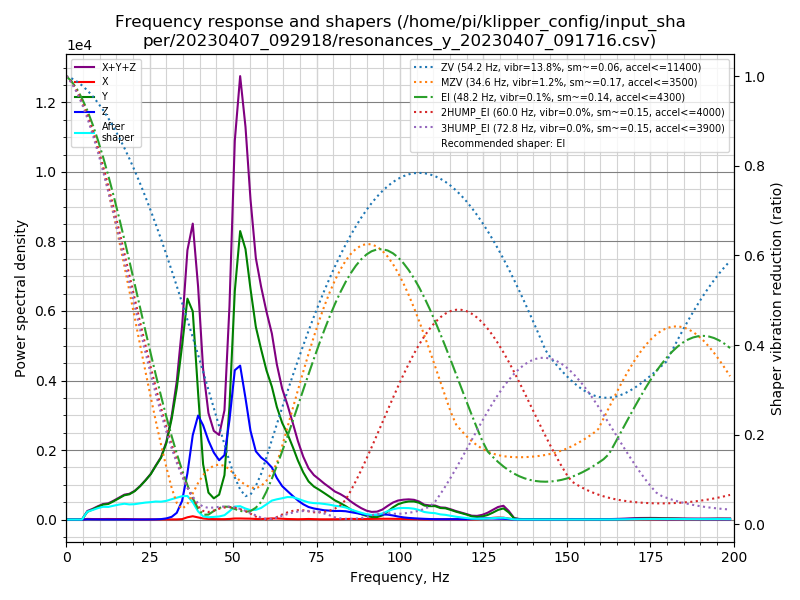 Frequency response and shapers (/home/pi/klipper_config/input_sha
per/20230407_092918/resonances_y_20230407_091716.csv)
1e4
X+Y+Z
X
Y
Z
After
shaper
ZV (54.2 Hz, vibr=13.8%, sm~=0.06, accel<=11400)
MZV (34.6 Hz, vibr=1.2%, sm~=0.17, accel<=3500)
EI (48.2 Hz, vibr=0.1%, sm~=0.14, accel<=4300)
2HUMP_EI (60.0 Hz, vibr=0.0%, sm~=0.15, accel<=4000)
3HUMP_EI (72.8 Hz, vibr=0.0%, sm~=0.15, accel<=3900)
Recommended shaper: EI
Power spectral density
1.2
1.0
0.8
0.6
0.4
0.2
0.0
1.0
0.8
0.6
0.4
0.2
0.0
Shaper vibration reduction (ratio)
0 25 50 75 100 125 150 175 200
Frequency, Hz